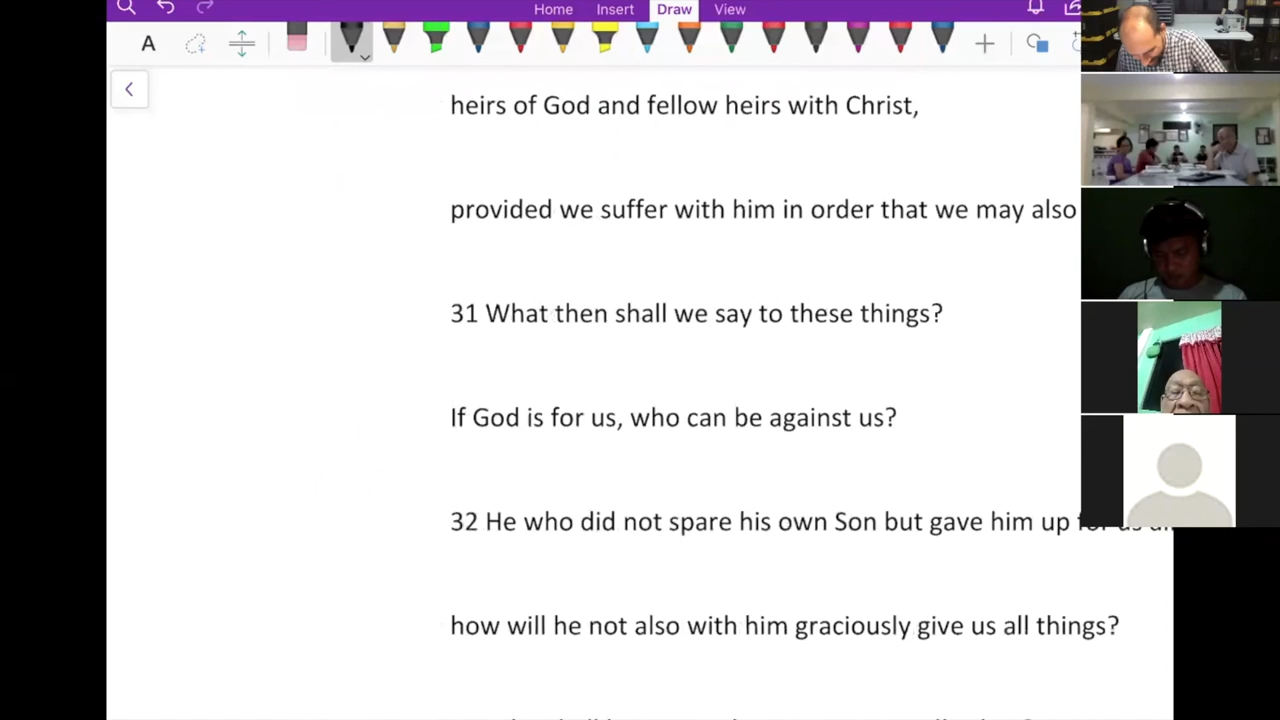 Home Insert Draw View
A
heirs of God and fellow heirs with Christ,
provided we suffer with him in order that we may also
31 What then shall we say to these things?
If God is for us, who can be against us?
32 He who did not spare his own Son but gave him up for us all
how will he not also with him graciously give us all things?